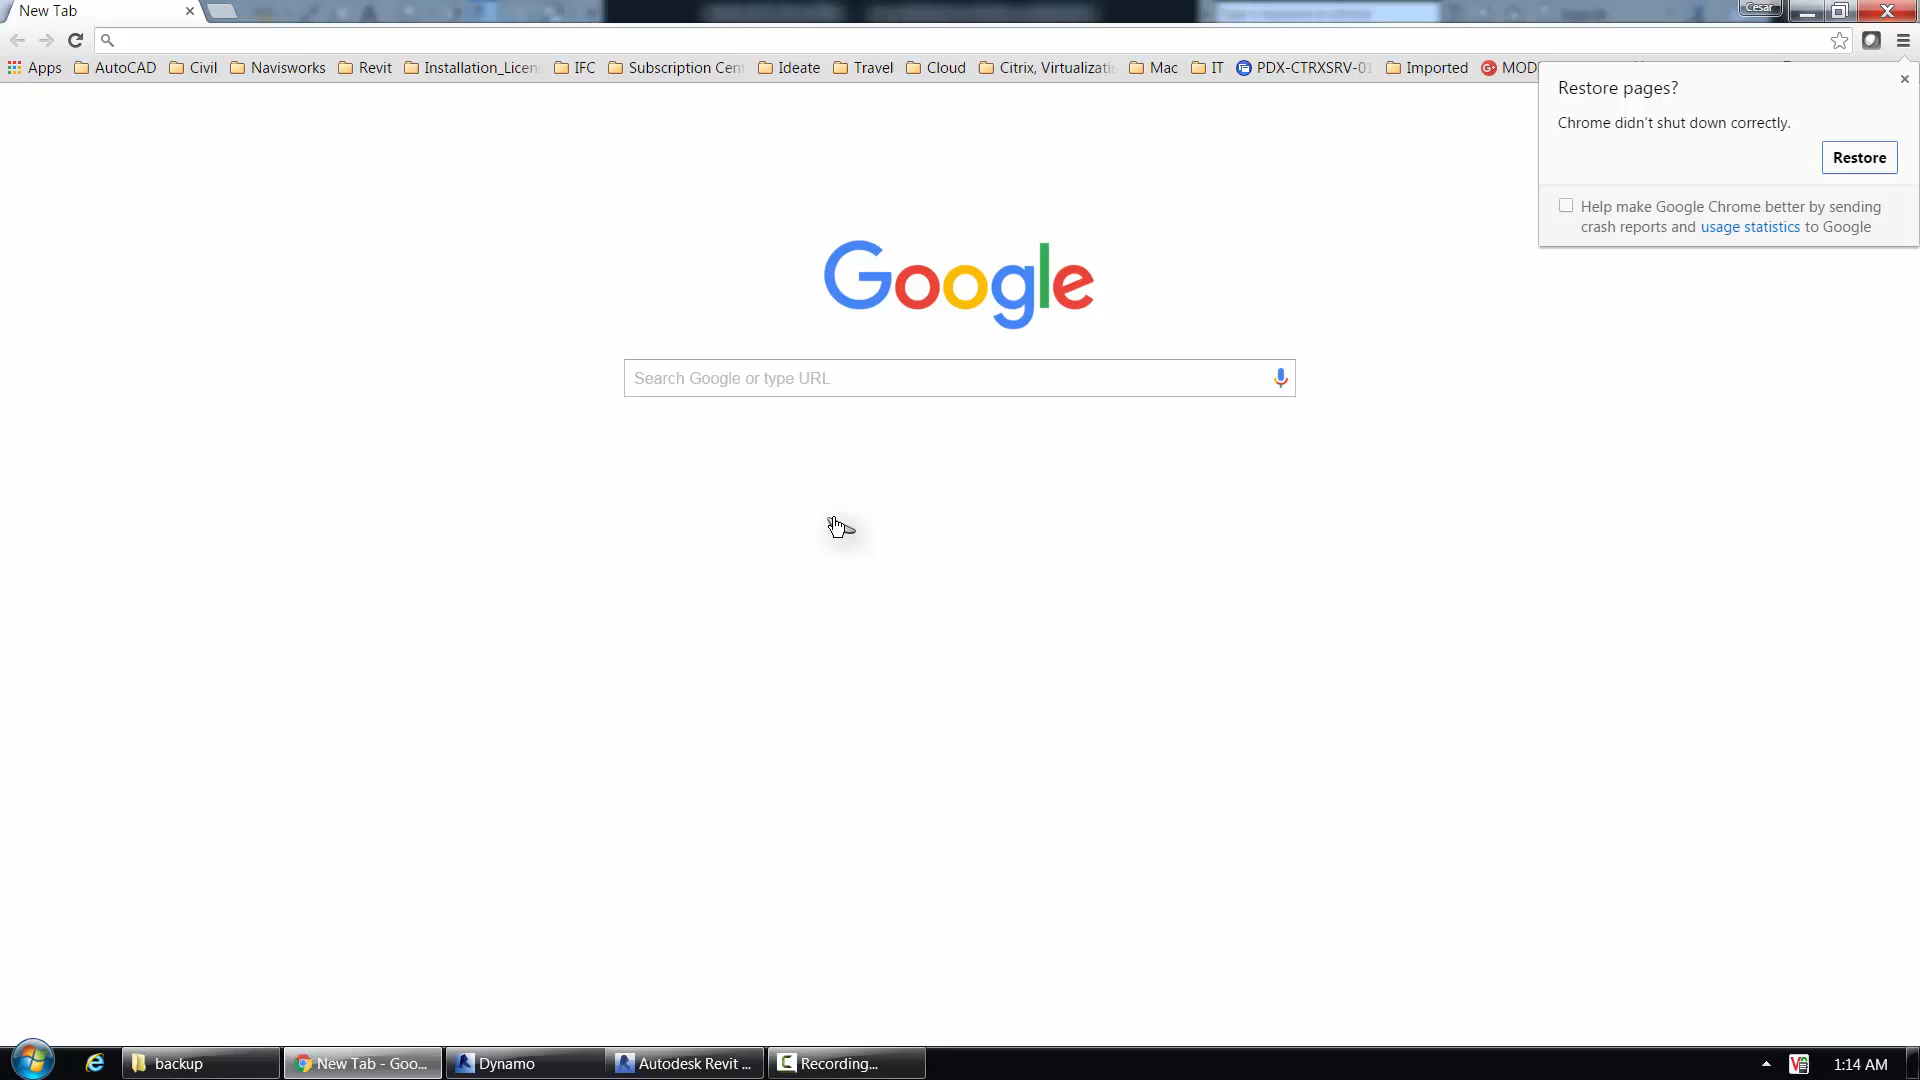 New Tab
Cesar
Apps AutoCAD Civil Navisworks Revit Installation_Licen IFC Subscription Cent Ideate Travel Cloud Citrix, Virtualizati Mac IT PDX-CTRXSRV-01 Imported MOD
Restore pages?
Chrome didn't shut down correctly.
Restore
Help make Google Chrome better by sending
crash reports and usage statistics to Google
Google
Search Google or type URL
backup New Tab - Goo... Dynamo Autodesk Revit ... Recording... 1:14 AM